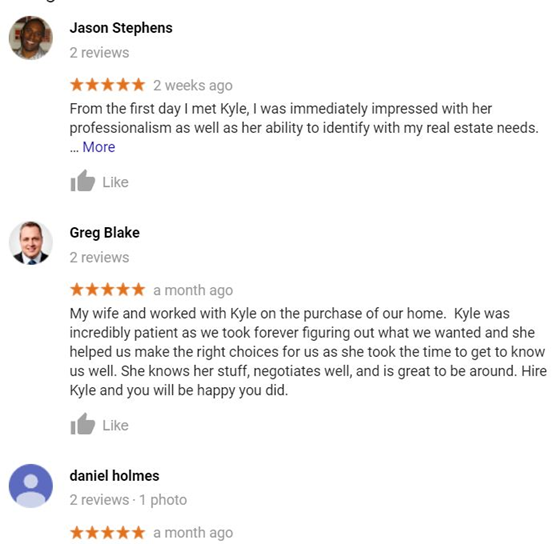 Jason Stephens
2 reviews
2 weeks ago
From the first day I met Kyle, I was immediately impressed with her
professionalism as well as her ability to identify with my real estate needs.
... More
Like
Greg Blake
2 reviews
a month ago
My wife and worked with Kyle on the purchase of our home.  Kyle was
incredibly patient as we took forever figuring out what we wanted and she
helped us make the right choices for us as she took the time to get to know
us well. She knows her stuff, negotiates well, and is great to be around. Hire
Kyle and you will be happy you did.
Like
daniel holmes
2 reviews · 1 photo
a month ago